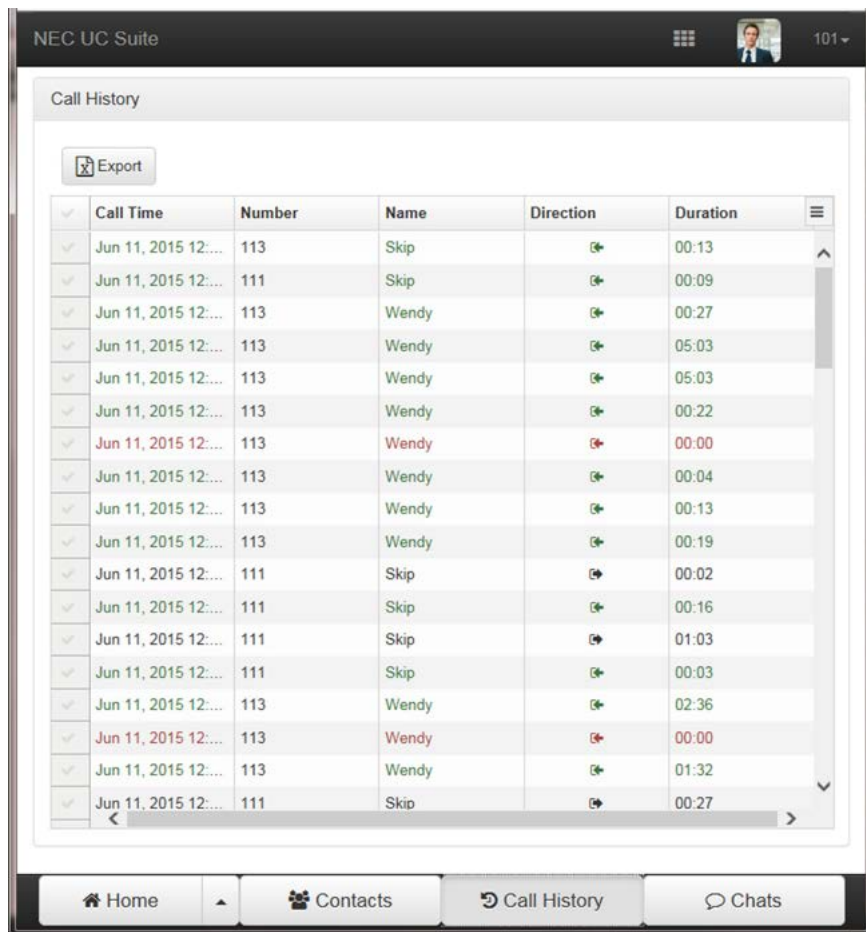 NEC UC Suite 101
Call History
Export
Call Time Number Name Direction Duration
Jun 11, 2015 12:... 113 Skip 00:13
Jun 11, 2015 12:... 111 Skip 00:09
Jun 11, 2015 12:... 113 Wendy 00:27
Jun 11, 2015 12:... 113 Wendy 05:03
Jun 11, 2015 12:... 113 Wendy 05:03
Jun 11, 2015 12:... 113 Wendy 00:22
Jun 11, 2015 12:... 113 Wendy 00:00
Jun 11, 2015 12:... 113 Wendy 00:04
Jun 11, 2015 12:... 113 Wendy 00:13
Jun 11, 2015 12:... 113 Wendy 00:19
Jun 11, 2015 12:... 111 Skip 00:02
Jun 11, 2015 12:... 111 Skip 00:16
Jun 11, 2015 12:... 111 Skip 01:03
Jun 11, 2015 12:... 111 Skip 00:03
Jun 11, 2015 12:... 113 Wendy 02:36
Jun 11, 2015 12:... 113 Wendy 00:00
Jun 11, 2015 12:... 113 Wendy 01:32
Jun 11, 2015 12:... 111 Skip 00:27
Home Contacts Call History Chats